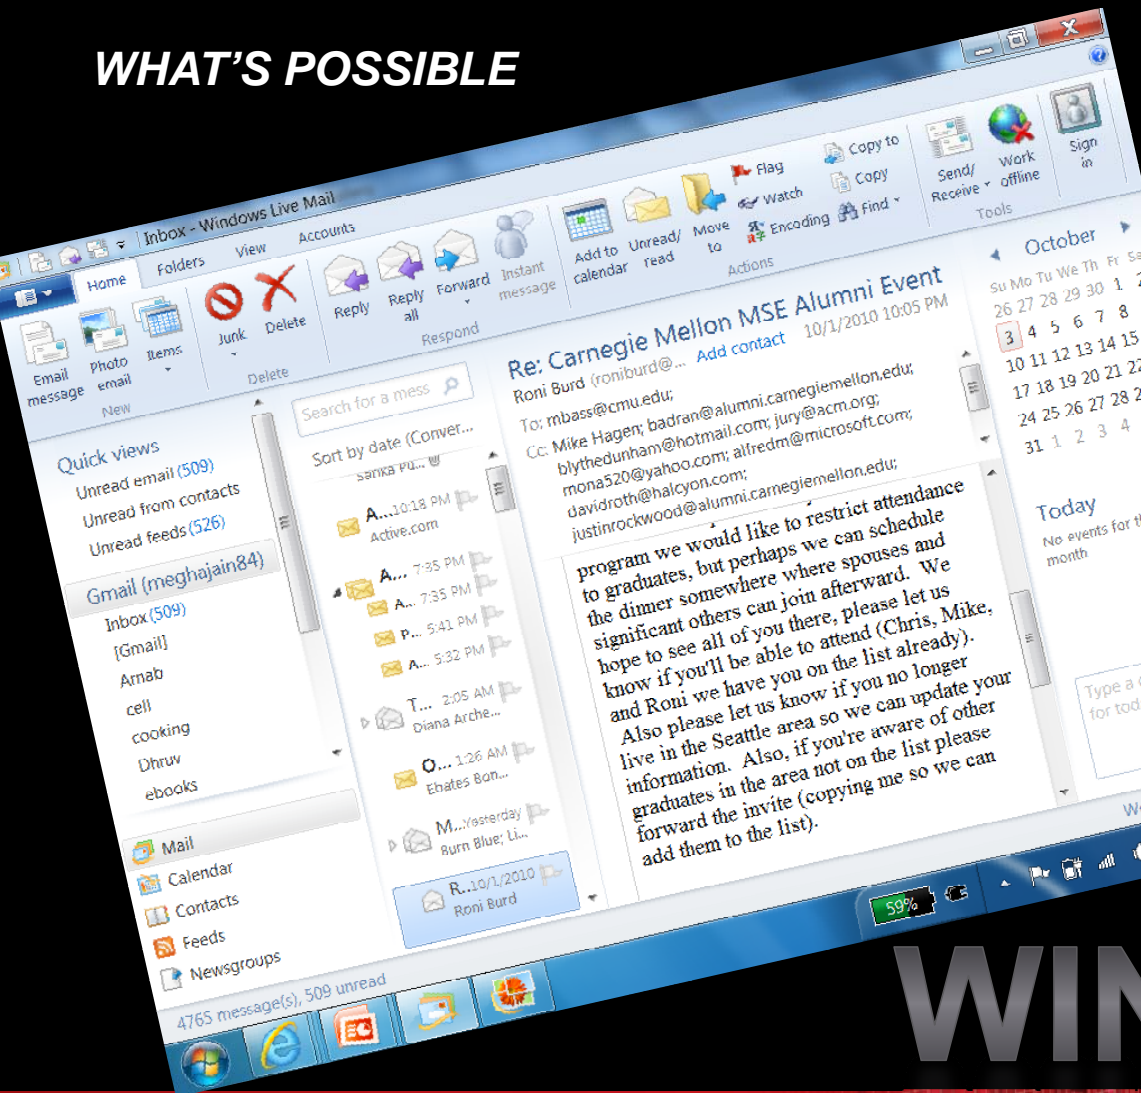 WHAT'S POSSIBLE
Inbox - Windows Live Mail
Home Folders View Accounts
Email message
Photo email
Items
New
Junk
Delete
Delete
Reply
Reply all
Forward
Instant message
Respond
Add to calendar
Unread/ read
Move to
Flag
Watch
Encoding
Copy to
Copy
Find
Actions
Send/ Receive
Work offline
Tools
Sign in
Quick views
Unread email (509)
Unread from contacts
Unread feeds (526)
Gmail (meghajain84)
Inbox (509)
[Gmail]
Arnab
cell
cooking
Dhruv
ebooks
Mail
Calendar
Contacts
Feeds
Newsgroups
4765 message(s), 509 unread
Search for a mess
Sort by date (Conver...
Sanka Pu...
A... 10:18 PM
Active.com
A... 7:35 PM
A... 7:35 PM
P... 5:41 PM
A... 5:32 PM
T... 2:05 AM
Diana Arche...
O... 1:26 AM
Ebates Bon...
M... Yesterday
Burn Blue; Li...
R... 10/1/2010
Roni Burd
Re: Carnegie Mellon MSE Alumni Event
Roni Burd (roniburd@... Add contact 10/1/2010 10:05 PM
To: mbass@cmu.edu;
Cc: Mike Hagen; badran@alumni.carnegiemellon.edu;
blythedunham@hotmail.com; jury@acm.org;
mona520@yahoo.com; alfredm@microsoft.com;
davidroth@halcyon.com;
justinrockwood@alumni.carnegiemellon.edu;
program we would like to restrict attendance
to graduates, but perhaps we can schedule
the dinner somewhere where spouses and
significant others can join afterward. We
hope to see all of you there, please let us
know if you'll be able to attend (Chris, Mike,
and Roni we have you on the list already).
Also please let us know if you no longer
live in the Seattle area so we can update your
information. Also, if you're aware of other
graduates in the area not on the list please
forward the invite (copying me so we can
add them to the list).
October
Su Mo Tu We Th Fr Sa
26 27 28 29 30 1 2
3 4 5 6 7 8
10 11 12 13 14 15
17 18 19 20 21 22
24 25 26 27 28 2
31 1 2 3 4
Today
No events for th
month
Type a
for tod
59%
WIN